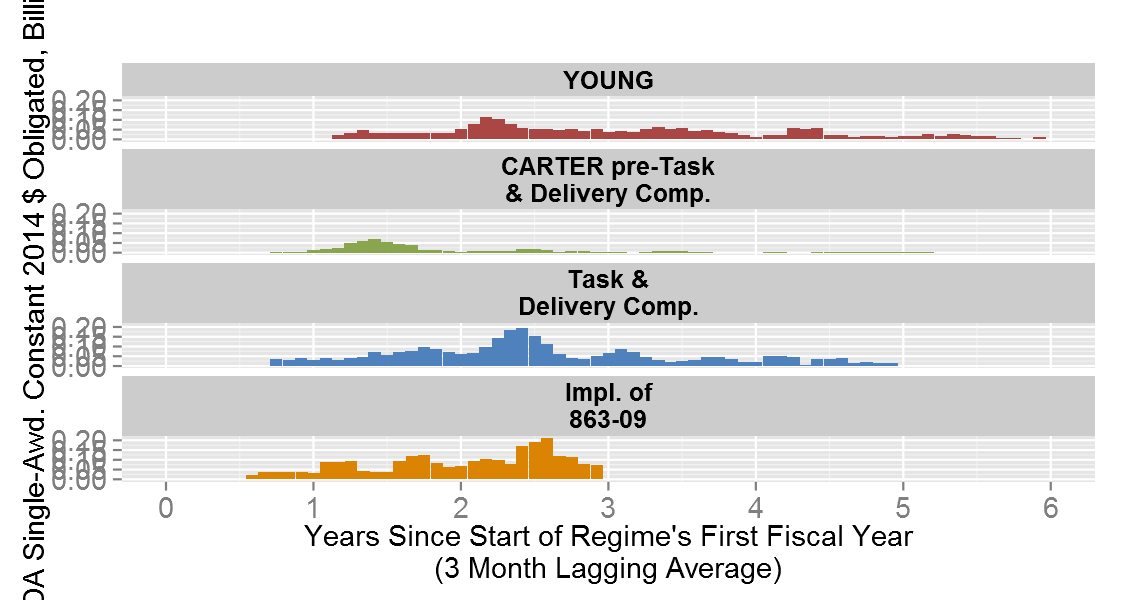 YOUNG
0.20
0.00
CARTER pre-Task
& Delivery Comp.
0.20
0.00
Task &
Delivery Comp.
0.20
0.00
Impl. of
863-09
0.20
0.00
0 1 2 3 4 5 6
Years Since Start of Regime's First Fiscal Year
(3 Month Lagging Average)
Single-Awd. Constant 2014 $ Obligated,